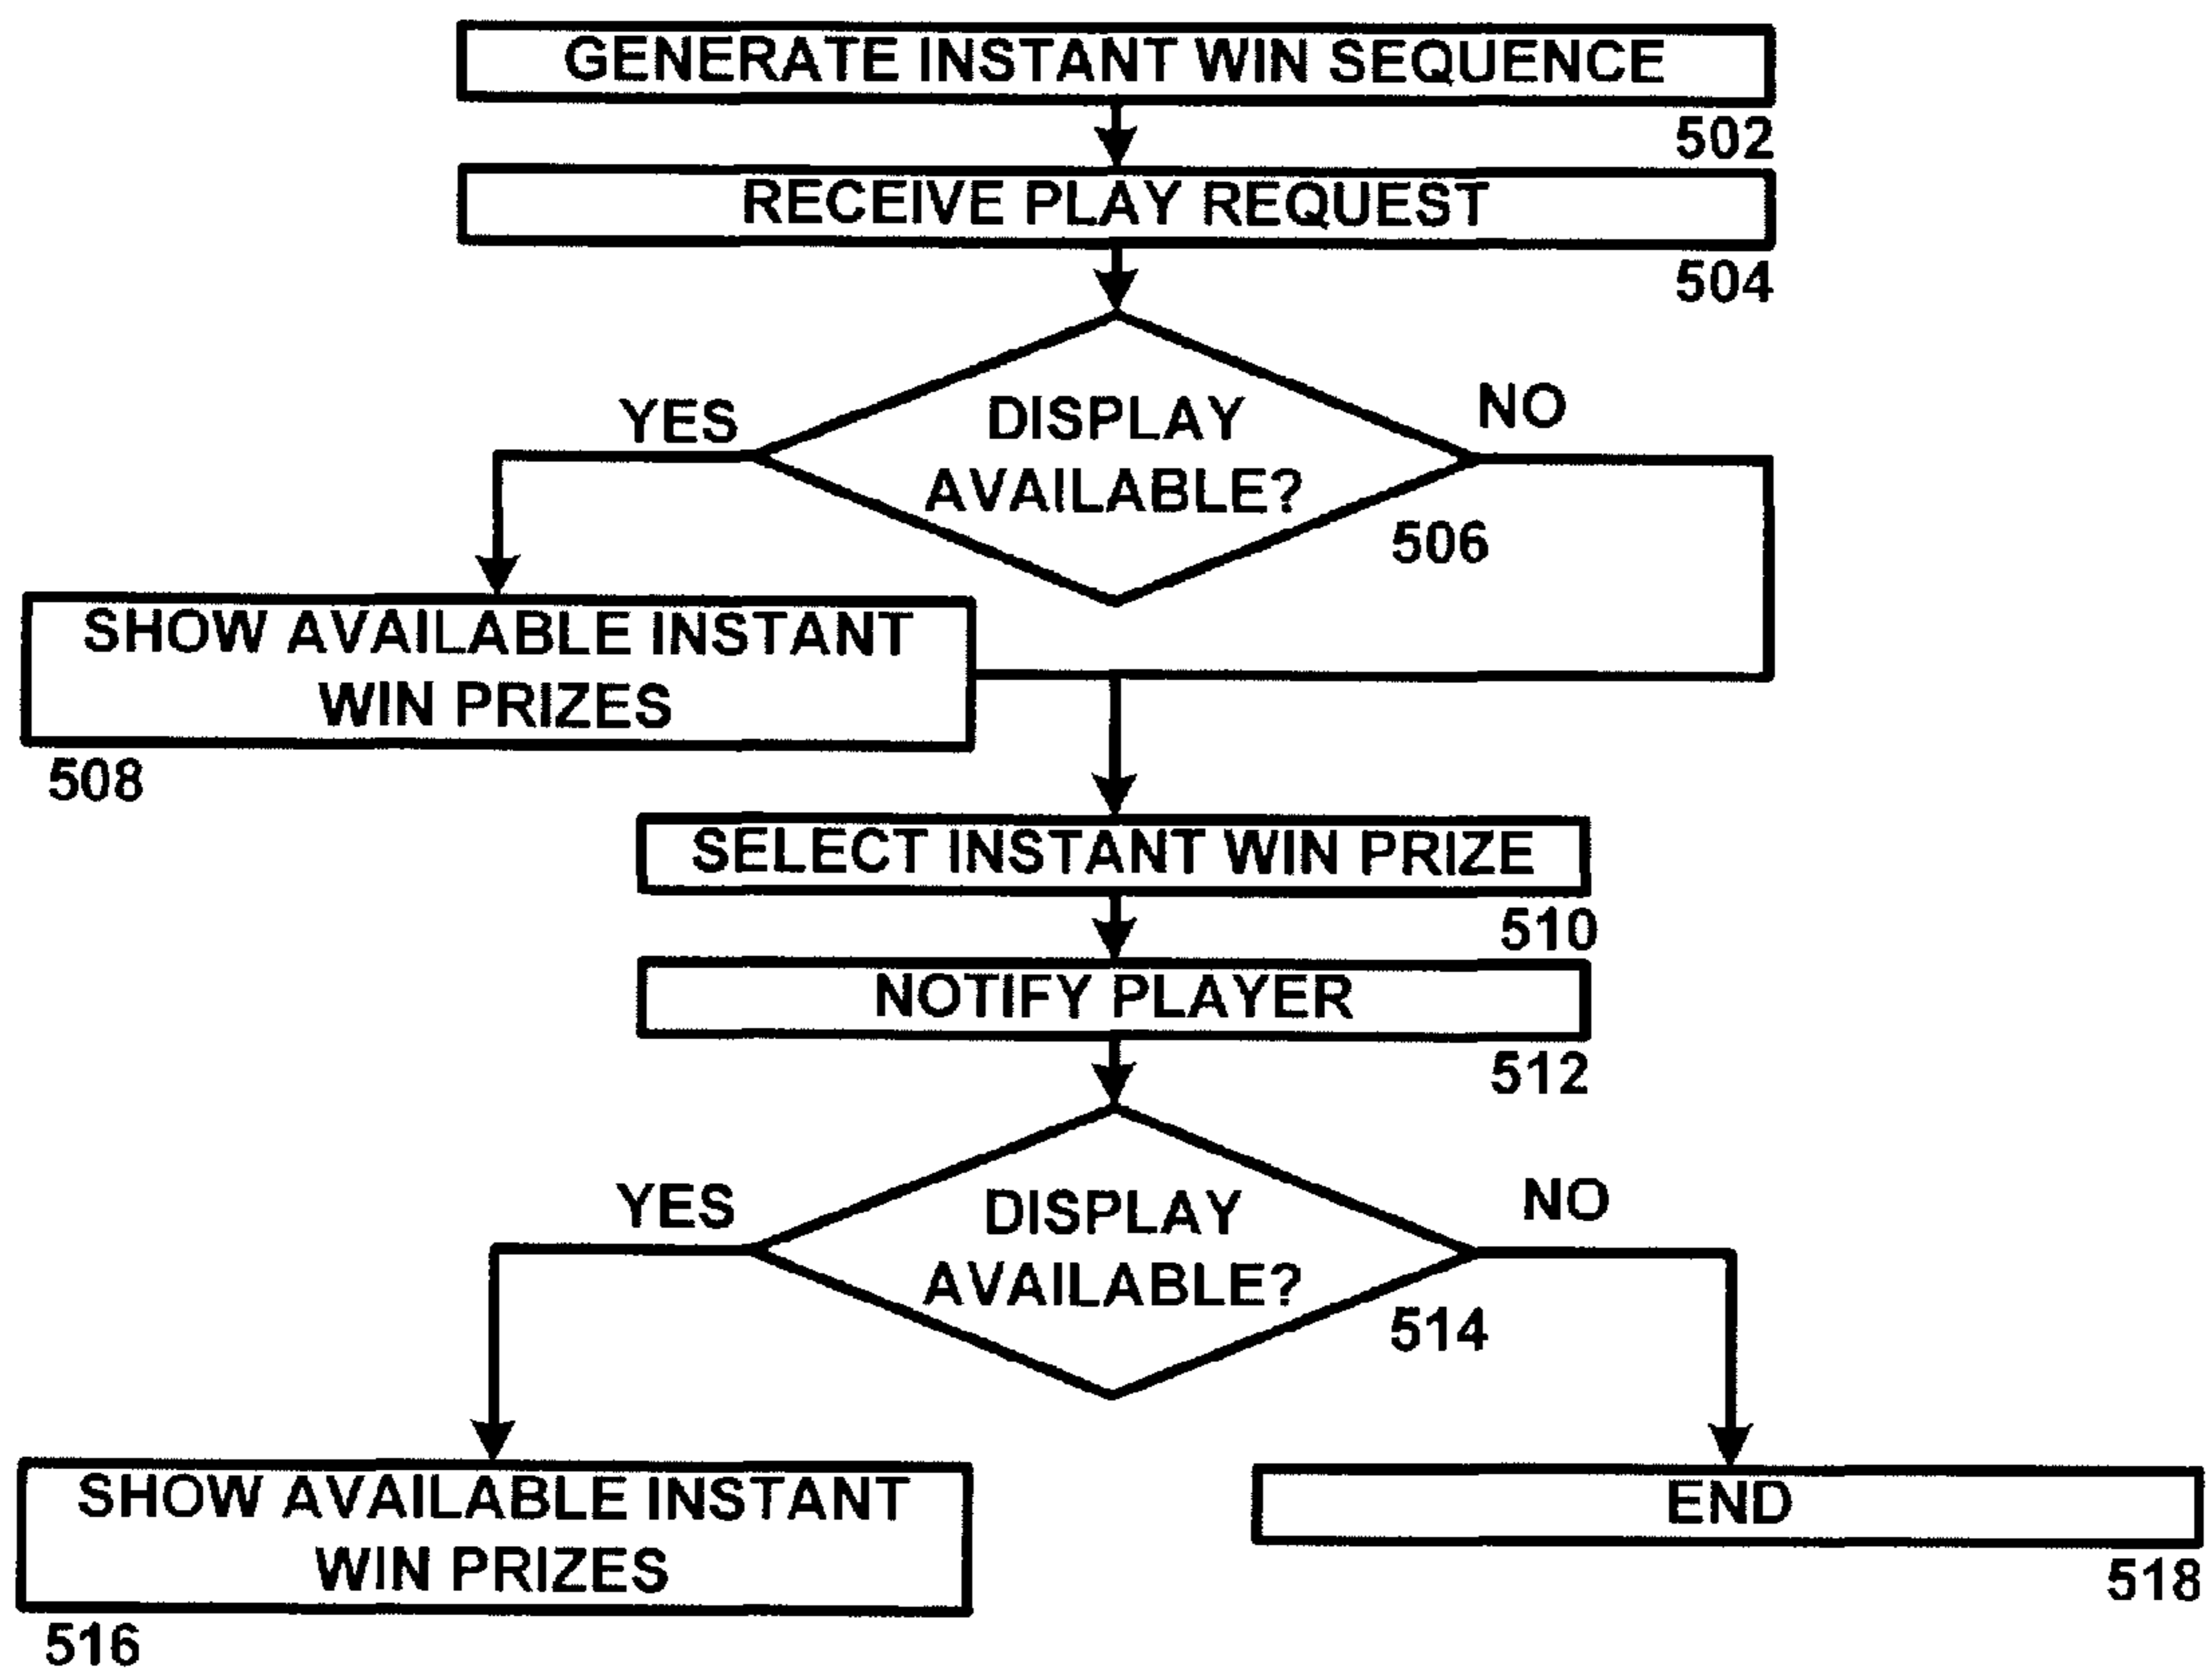 GENERATE INSTANT WIN SEQUENCE
502
RECEIVE PLAY REQUEST
504
YES
DISPLAY
AVAILABLE?
NO
506
SHOW AVAILABLE INSTANT
WIN PRIZES
508
SELECT INSTANT WIN PRIZE
510
NOTIFY PLAYER
512
YES
DISPLAY
AVAILABLE?
NO
514
SHOW AVAILABLE INSTANT
WIN PRIZES
516
END
518